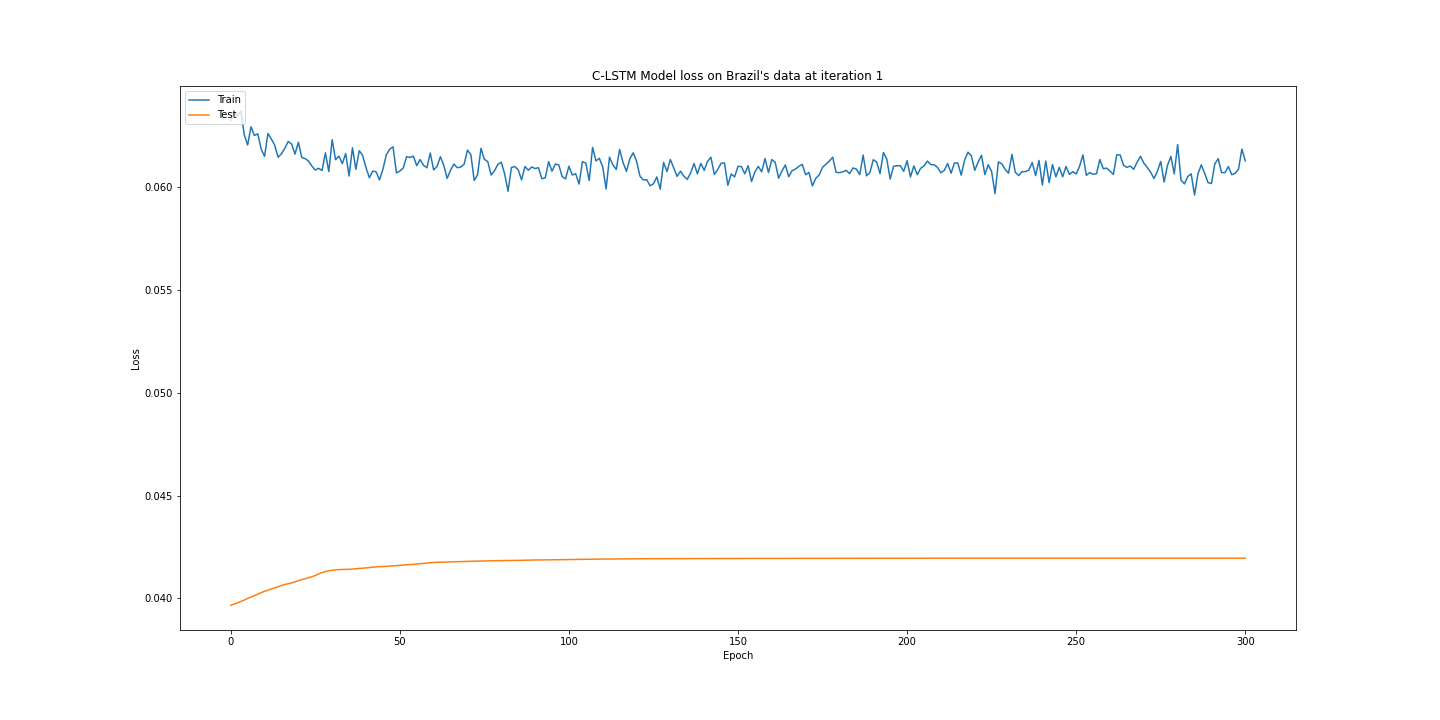 C-LSTM Model loss on Brazil's data at iteration 1
Train
Test
0.060
0.055
0.050
0.045
0.040
Loss
0 50 100 150 200 250 300
Epoch